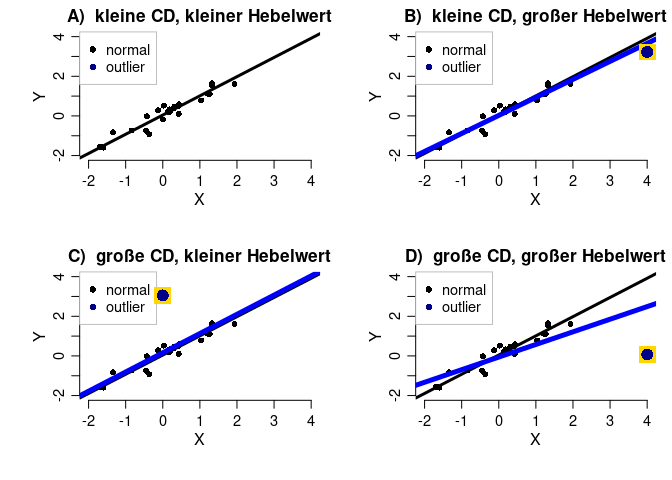 A)  kleine CD, kleiner Hebelwert
4
2
0
-2
Y
normal
outlier
-2 -1 0 1 2 3 4
X
B)  kleine CD, großer Hebelwert
4
2
0
-2
Y
normal
outlier
-2 -1 0 1 2 3 4
X
C)  große CD, kleiner Hebelwert
4
2
0
-2
Y
normal
outlier
-2 -1 0 1 2 3 4
X
D)  große CD, großer Hebelwert
4
2
0
-2
Y
normal
outlier
-2 -1 0 1 2 3 4
X